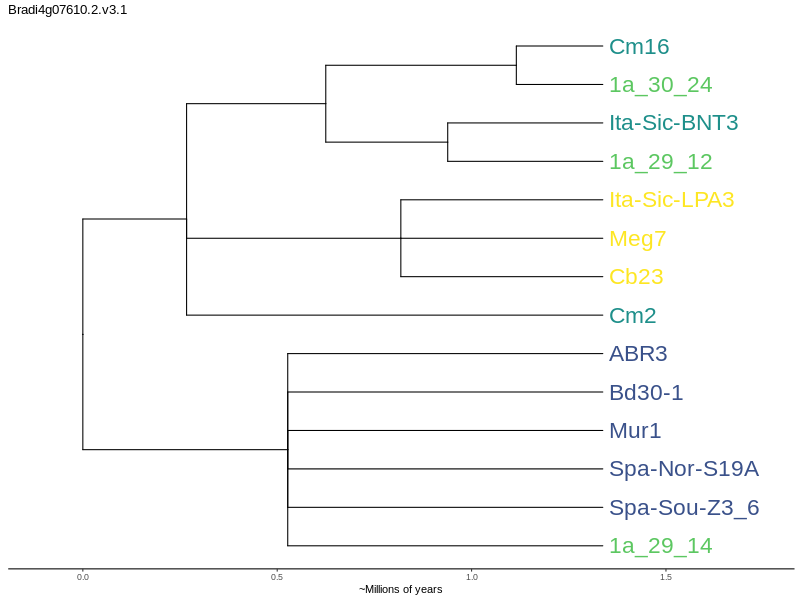 Bradi4g07610.2.v3.1
Cm16
1a_30_24
Ita-Sic-BNT3
1a_29_12
Ita-Sic-LPA3
Meg7
Cb23
Cm2
ABR3
Bd30-1
Mur1
Spa-Nor-S19A
Spa-Sou-Z3_6
1a_29_14
0.0 0.5 1.0 1.5
~Millions of years